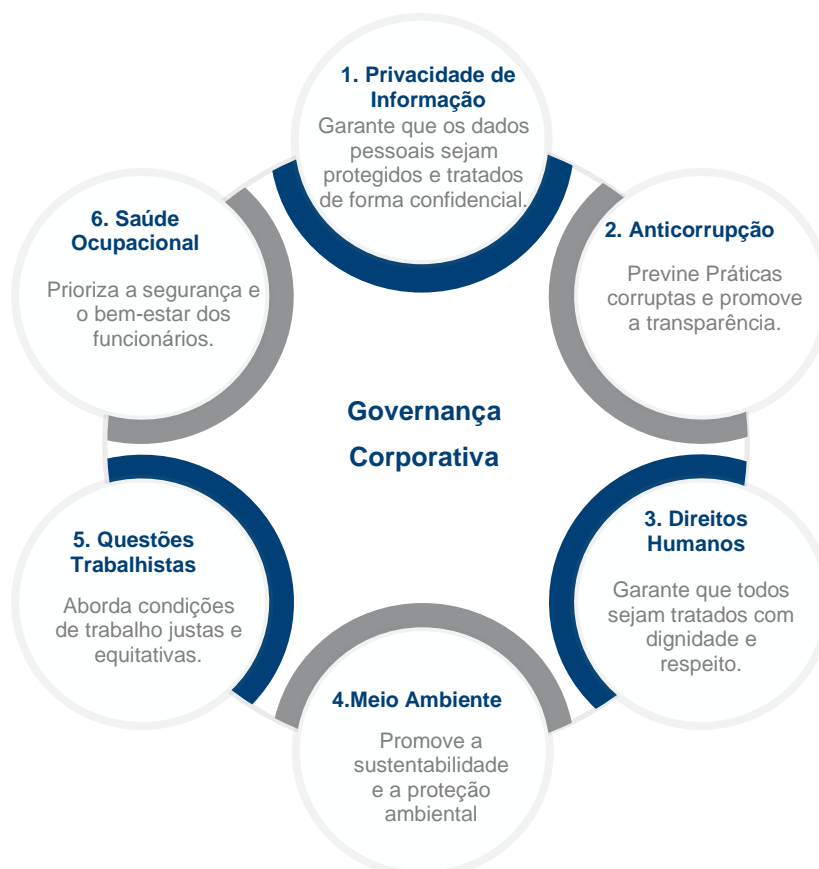 1. Privacidade de
Informação
Garante que os dados
pessoais sejam
protegidos e tratados
de forma confidencial.
2. Anticorrupção
Previne Práticas
corruptas e promove
a transparência.
3. Direitos
Humanos
Garante que todos
sejam tratados com
dignidade e
respeito.
4.Meio Ambiente
Promove a
sustentabilidade
e a proteção
ambiental
5. Questões
Trabalhistas
Aborda condições
de trabalho justas e
equitativas.
6. Saúde
Ocupacional
Prioriza a segurança e
o bem-estar dos
funcionários.
Governança
Corporativa